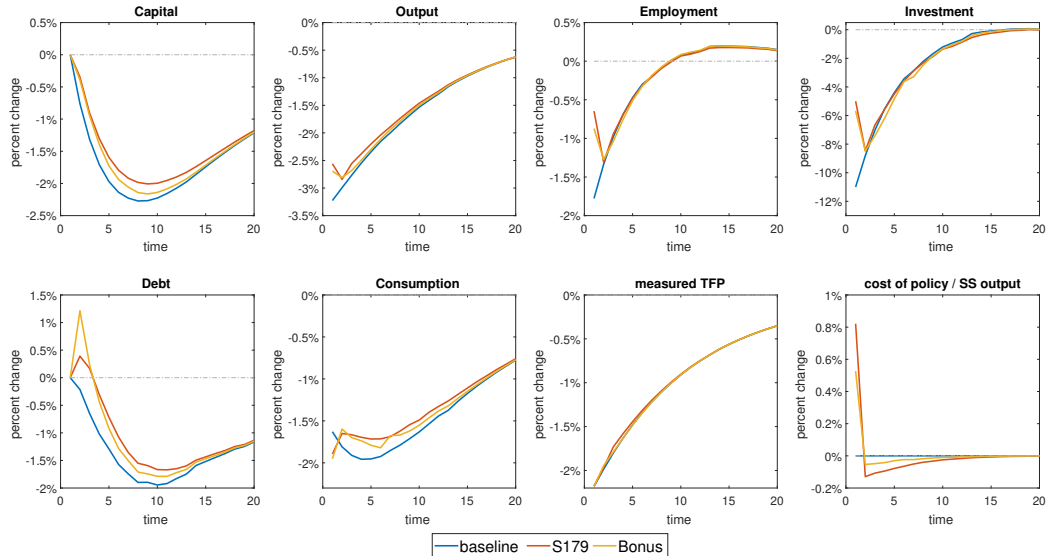 Capital
percent change
0%
-0.5%
-1%
-1.5%
-2%
-2.5%
0 5 10 15 20
time
Output
percent change
0%
-0.5%
-1%
-1.5%
-2%
-2.5%
-3%
-3.5%
0 5 10 15 20
time
Employment
percent change
0.5%
0%
-0.5%
-1%
-1.5%
-2%
0 5 10 15 20
time
Investment
percent change
0%
-2%
-4%
-6%
-8%
-10%
-12%
0 5 10 15 20
time
Debt
percent change
1.5%
1%
0.5%
0%
-0.5%
-1%
-1.5%
-2%
0 5 10 15 20
time
Consumption
percent change
0%
-0.5%
-1%
-1.5%
-2%
0 5 10 15 20
time
measured TFP
percent change
0%
-0.5%
-1%
-1.5%
-2%
0 5 10 15 20
time
cost of policy / SS output
percent change
0.8%
0.6%
0.4%
0.2%
0%
-0.2%
0 5 10 15 20
time
baseline S179 Bonus